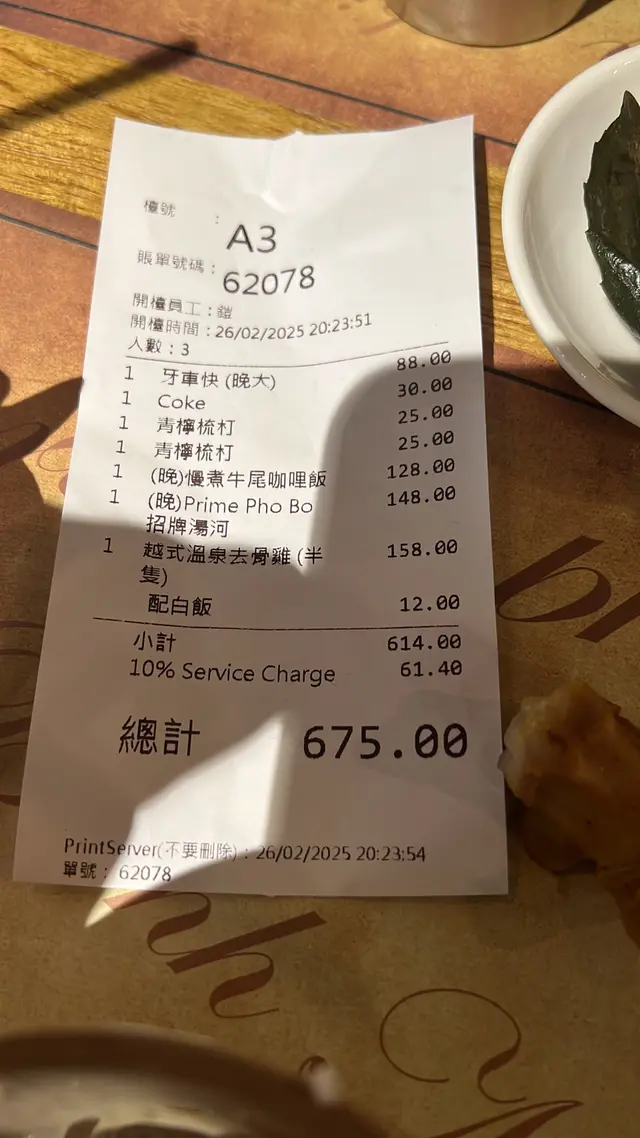 檯號 :
A3
賬單號碼 : 62078
開檯員工 : 鎧
開檯時間 : 26/02/2025 20:23:51
人數 : 3
1 牙車快 (晚大) 88.00
1 Coke 30.00
1 青檸梳打 25.00
1 青檸梳打 25.00
1 (晚)慢煮牛尾咖哩飯 128.00
1 (晚)Prime Pho Bo 148.00
招牌湯河
1 越式溫泉去骨雞 (半 158.00
隻)
配白飯 12.00
小計 614.00
10% Service Charge 61.40
總計 675.00
PrintServer(不要刪除) : 26/02/2025 20:23:54
單號 : 62078